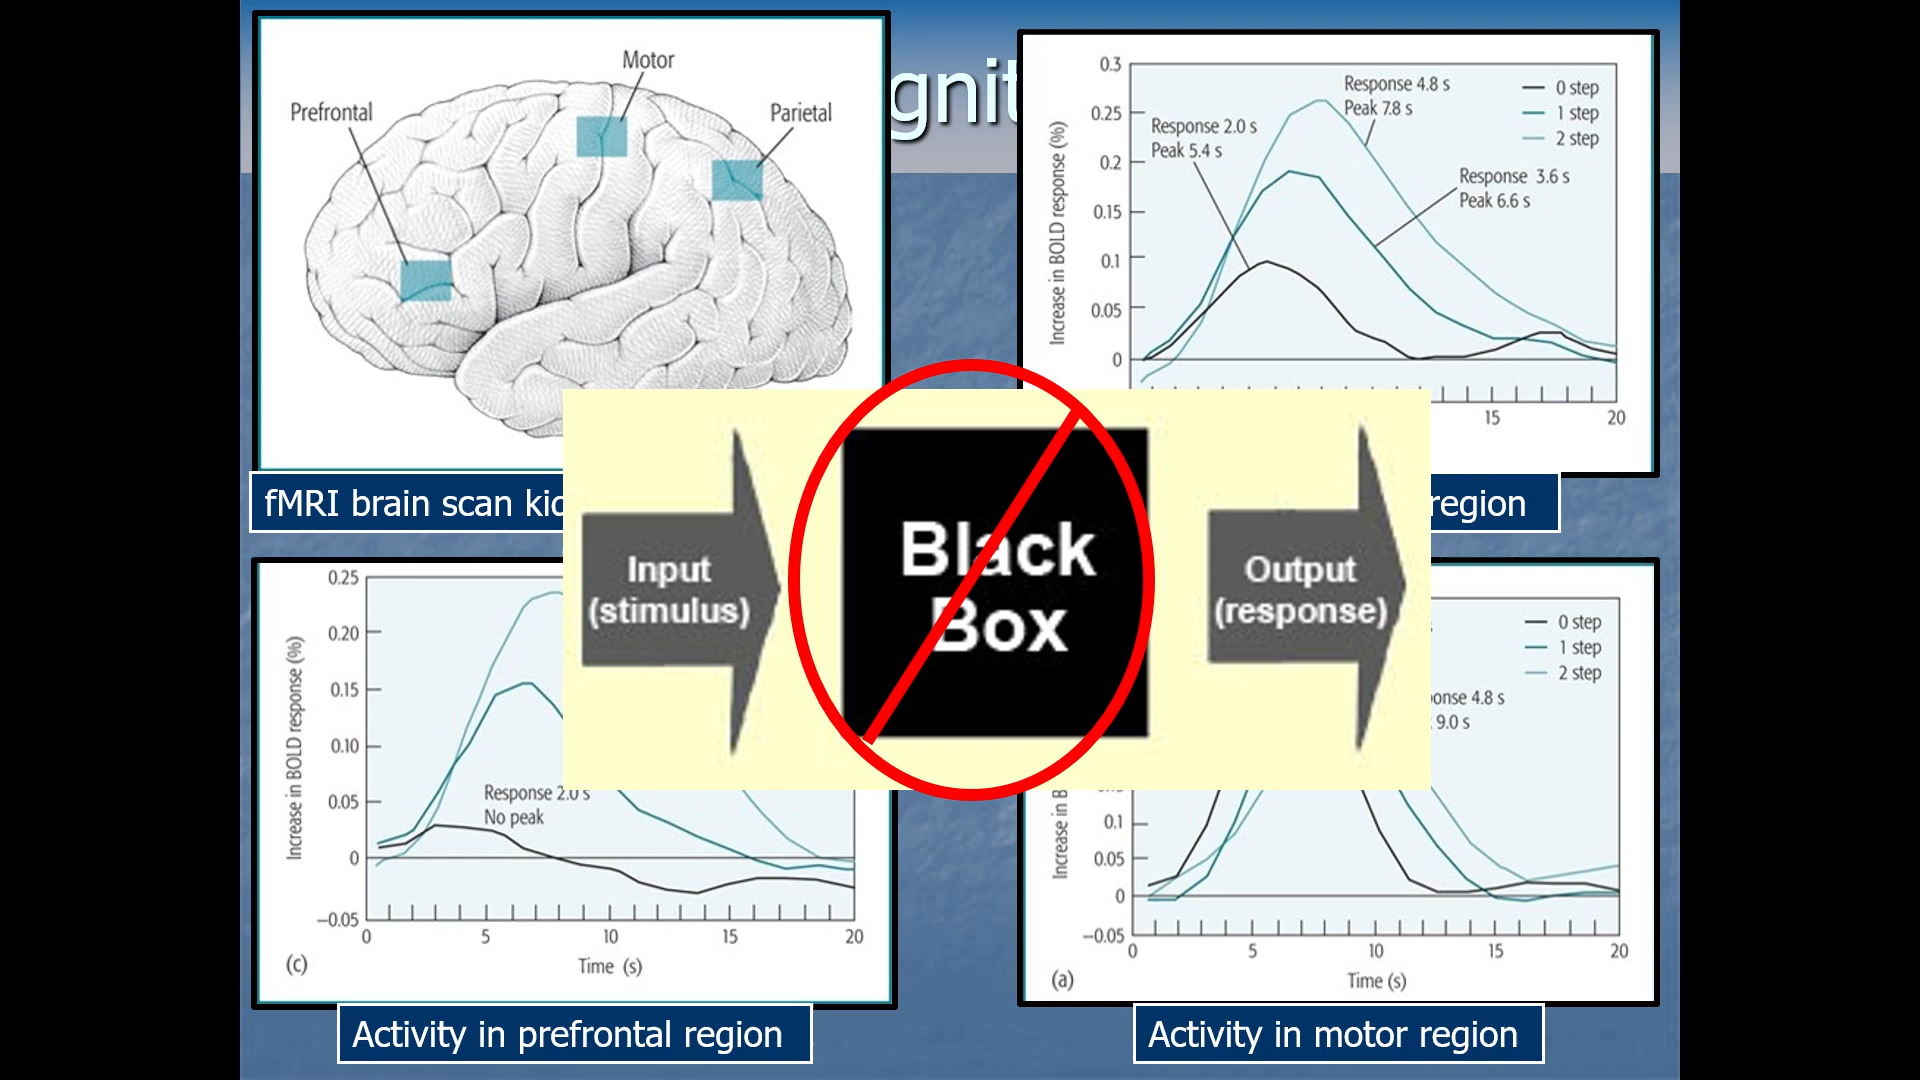 gnit
Motor
Prefrontal
Parietal
fMRI brain scan
0.3
0.25
0.2
0.15
0.1
0.05
0
Increase in BOLD response (%)
Response 2.0 s
Peak 5.4 s
Response 4.8 s
Peak 7.8 s
Response 3.6 s
Peak 6.6 s
0 step
1 step
2 step
15
20
region
Input
(stimulus)
Black
Box
Output
(response)
0.25
0.20
0.15
0.10
0.05
0
−0.05
Increase in BOLD response (%)
Response 2.0 s
No peak
0
5
10
15
20
(c)
Time (s)
Activity in prefrontal region
0 step
1 step
2 step
4.8 s
9.0 s
0.1
0.05
0
−0.05
Increase in
0
5
10
15
20
(a)
Time (s)
Activity in motor region